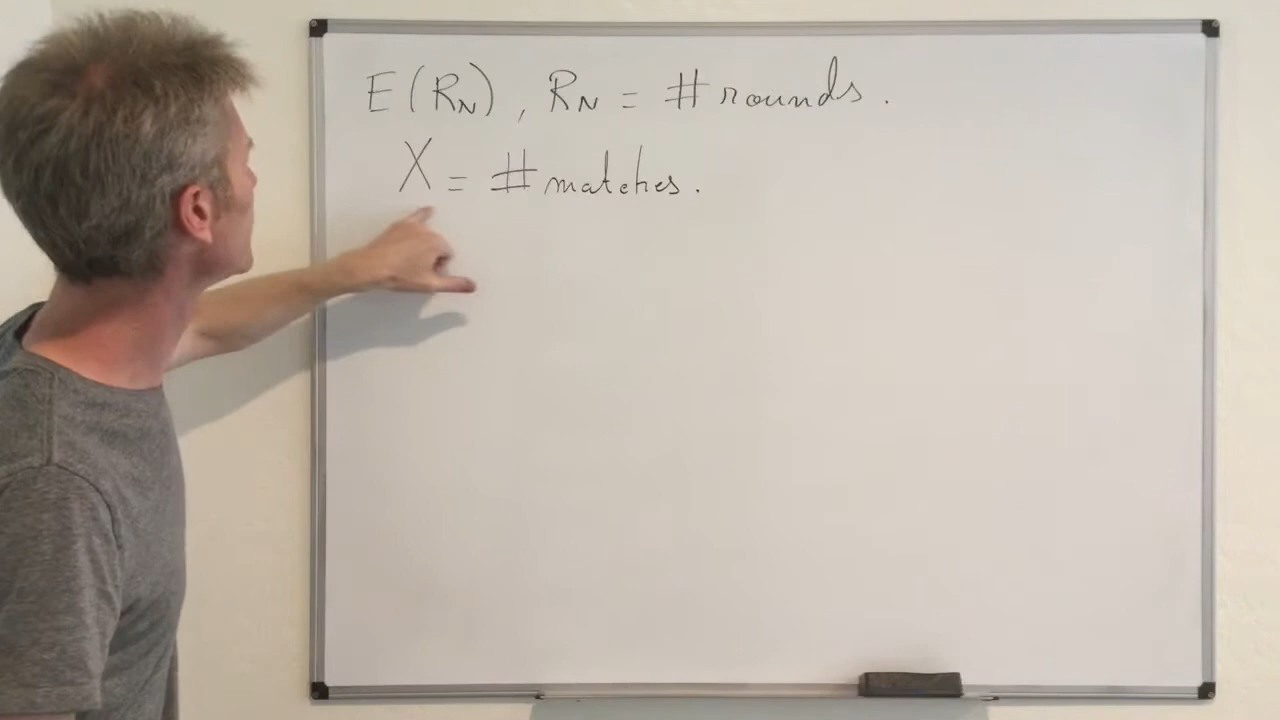 E(R_N), R_N = # rounds.
X = # matches.